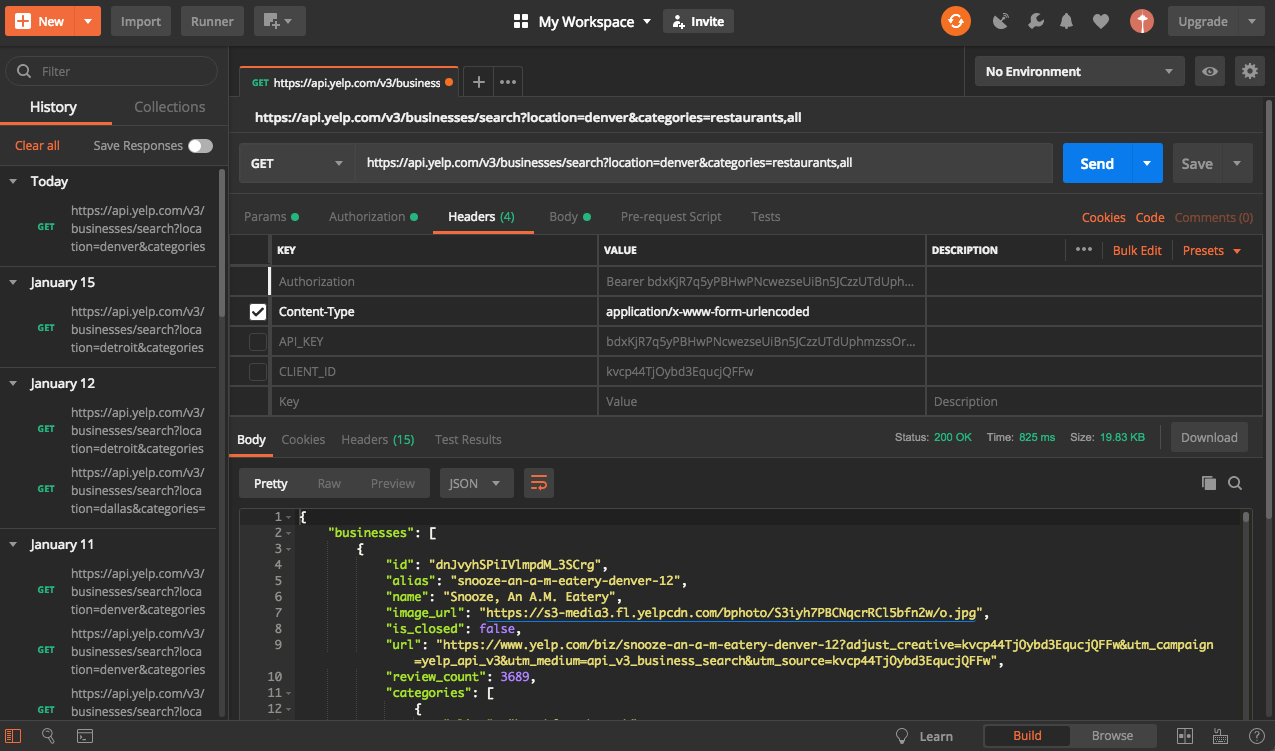 New
Import
Runner
My Workspace
Invite
Upgrade
Filter
History
Collections
Clear all
Save Responses
Today
GET
https://api.yelp.com/v3/
businesses/search?loca
tion=denver&categories
January 15
GET
https://api.yelp.com/v3/
businesses/search?loca
tion=detroit&categories
January 12
GET
https://api.yelp.com/v3/
businesses/search?loca
tion=detroit&categories
GET
https://api.yelp.com/v3/
businesses/search?loca
tion=dallas&categories=
January 11
GET
https://api.yelp.com/v3/
businesses/search?loca
tion=denver&categories
GET
https://api.yelp.com/v3/
businesses/search?loca
tion=denver&categories
GET
https://api.yelp.com/v3/
businesses/search?loca
GET https://api.yelp.com/v3/business
No Environment
https://api.yelp.com/v3/businesses/search?location=denver&categories=restaurants,all
GET
https://api.yelp.com/v3/businesses/search?location=denver&categories=restaurants,all
Send
Save
Params
Authorization
Headers (4)
Body
Pre-request Script
Tests
Cookies
Code
Comments (0)
KEY
VALUE
DESCRIPTION
Bulk Edit
Presets
Authorization
Bearer bdxKjR7q5yPBHwPNcwezseUiBn5JCzzUTdUph...
Content-Type
application/x-www-form-urlencoded
API_KEY
bdxKjR7q5yPBHwPNcwezseUiBn5JCzzUTdUphmzssOr...
CLIENT_ID
kvcp44TjOybd3EqucjQFFw
Key
Value
Description
Body
Cookies
Headers (15)
Test Results
Status: 200 OK
Time: 825 ms
Size: 19.83 KB
Download
Pretty
Raw
Preview
JSON
1 {
2 "businesses": [
3 {
4 "id": "dnJvyhSPiIVlmpdM_3SCrg",
5 "alias": "snooze-an-a-m-eatery-denver-12",
6 "name": "Snooze, An A.M. Eatery",
7 "image_url": "https://s3-media3.fl.yelpcdn.com/bphoto/S3iyh7PBCNqcrRCl5bfn2w/o.jpg",
8 "is_closed": false,
9 "url": "https://www.yelp.com/biz/snooze-an-a-m-eatery-denver-12?adjust_creative=kvcp44TjOybd3EqucjQFFw&utm_campaign
=yelp_api_v3&utm_medium=api_v3_business_search&utm_source=kvcp44TjOybd3EqucjQFFw",
10 "review_count": 3689,
11 "categories": [
12 {
Learn
Build
Browse